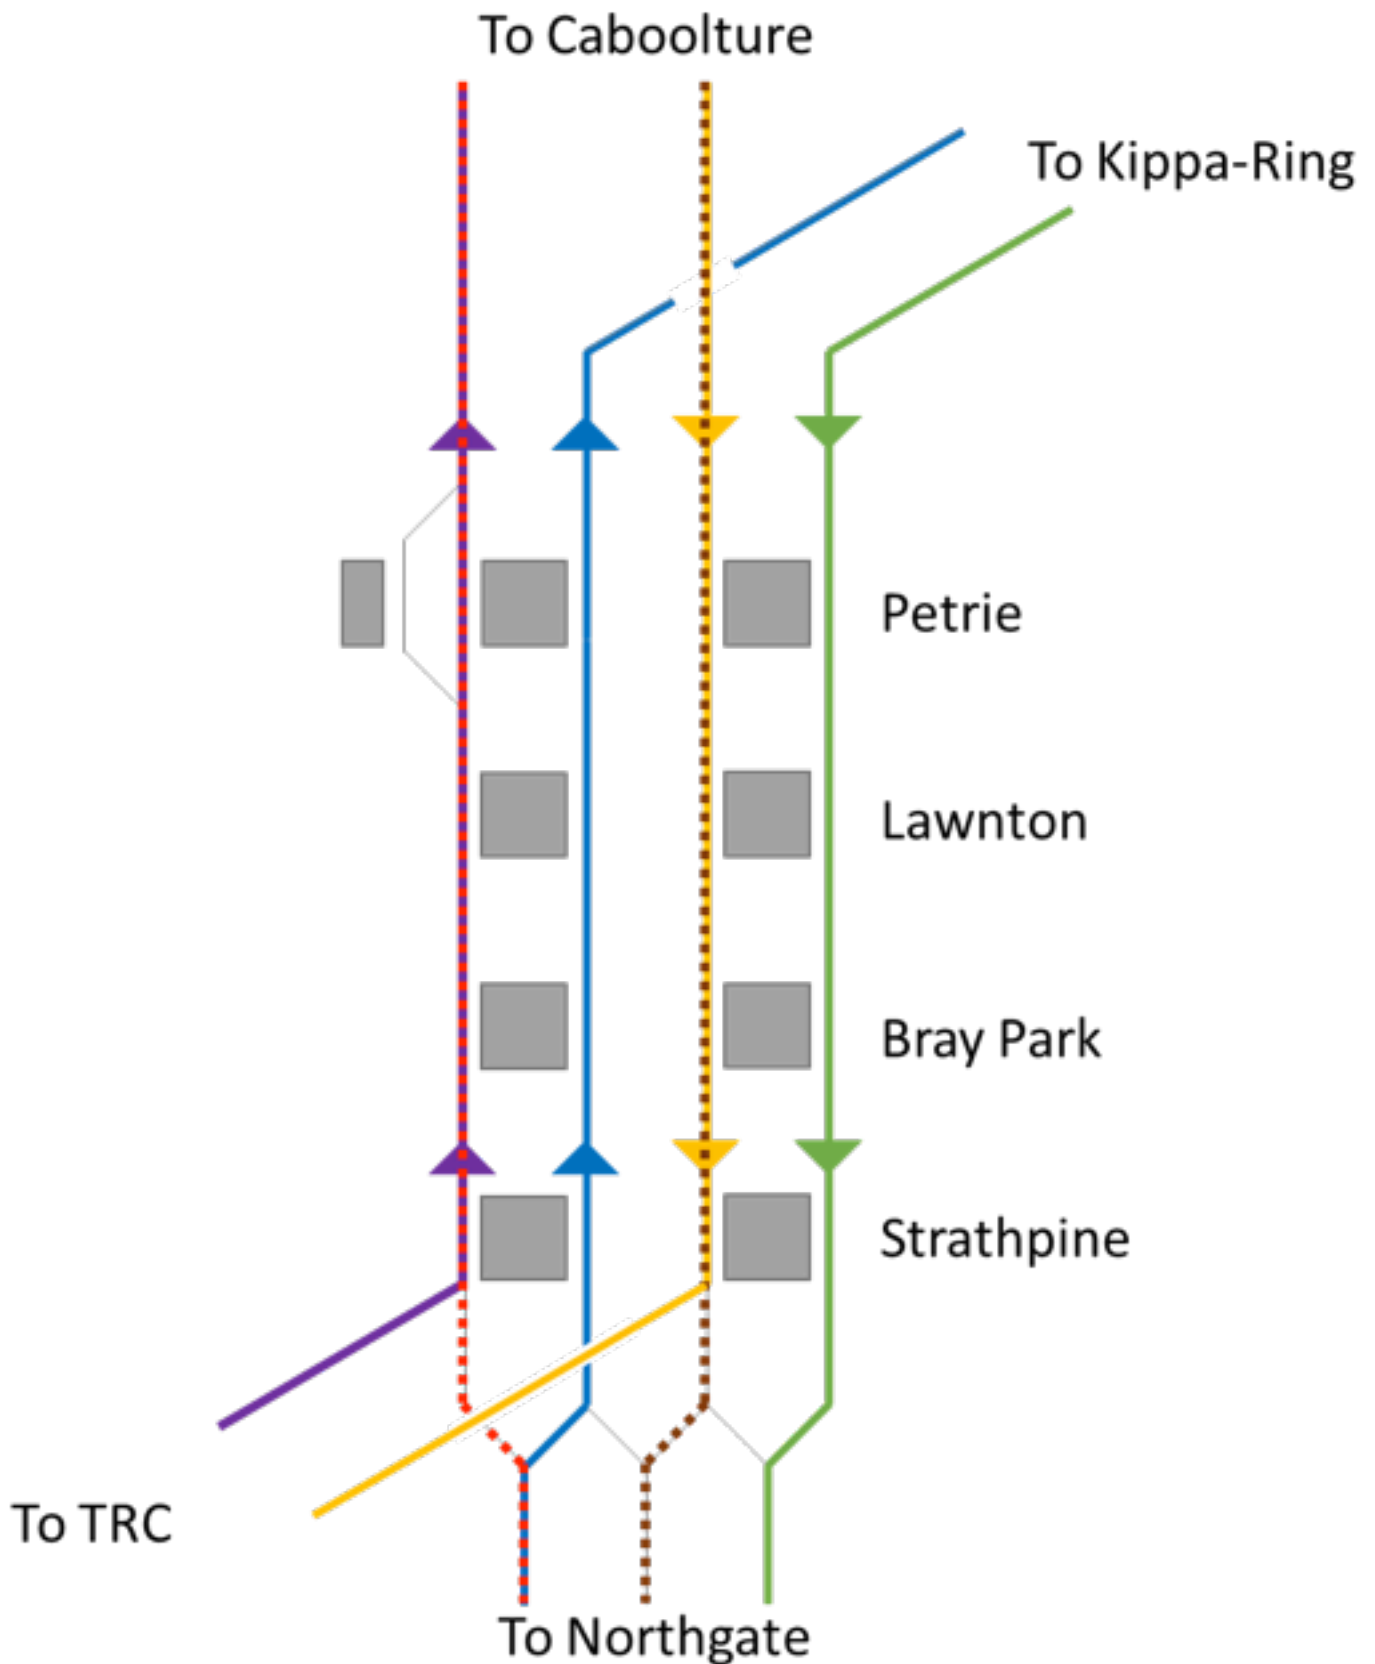 To Caboolture
To Kippa-Ring
Petrie
Lawnton
Bray Park
Strathpine
To TRC
To Northgate